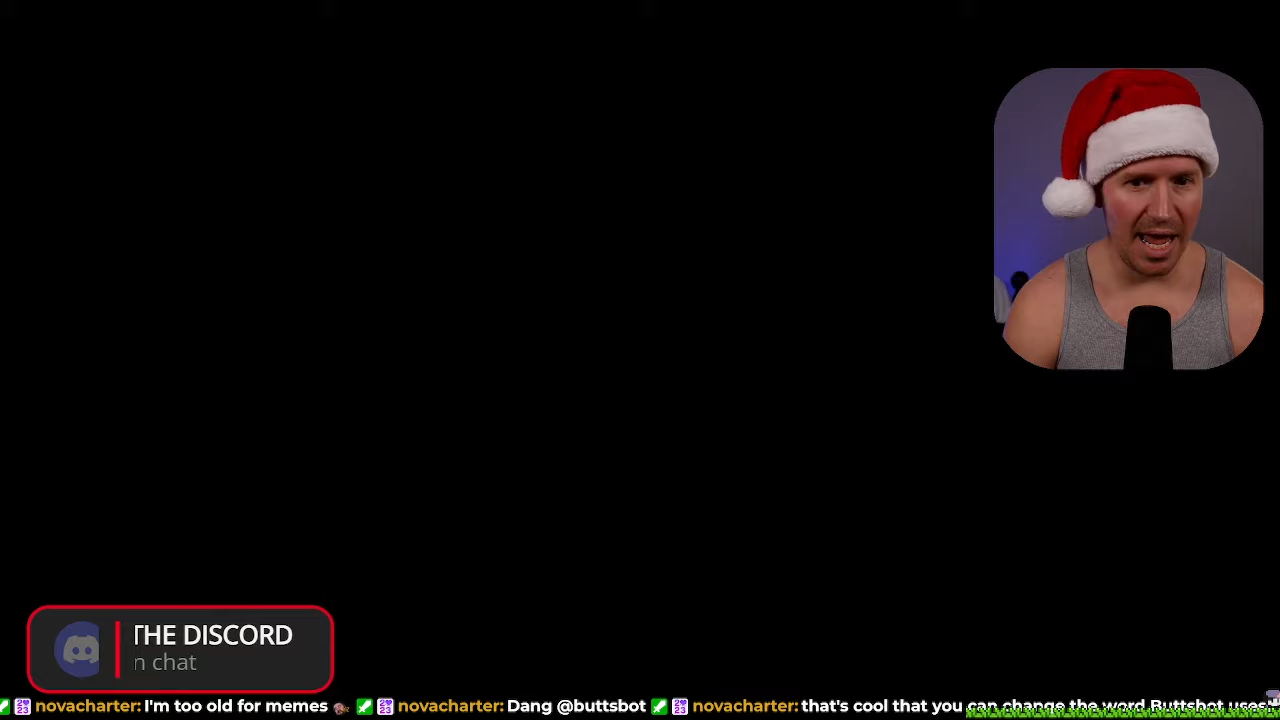 THE DISCORD
n chat
novacharter: I'm too old for memes novacharter: Dang @buttsbot novacharter: that's cool that you can change the word Buttsbot uses